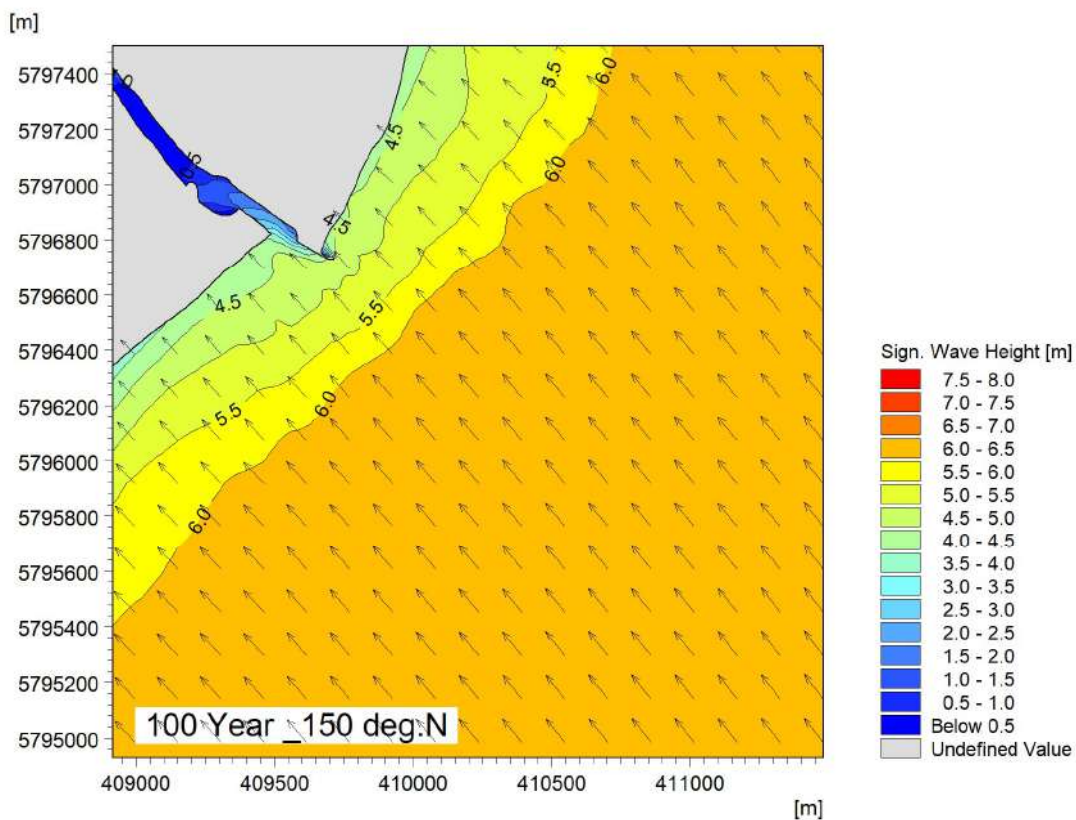 [m]
5797400
5797200
5797000
5796800
5796600
5796400
5796200
5796000
5795800
5795600
5795400
5795200
5795000
6.0
5.5
6.0
4.5
4.5
5.5
4.5
6.0
5.5
6.0
100 Year _150 deg.N
409000 409500 410000 410500 411000
[m]
Sign. Wave Height [m]
7.5 - 8.0
7.0 - 7.5
6.5 - 7.0
6.0 - 6.5
5.5 - 6.0
5.0 - 5.5
4.5 - 5.0
4.0 - 4.5
3.5 - 4.0
3.0 - 3.5
2.5 - 3.0
2.0 - 2.5
1.5 - 2.0
1.0 - 1.5
0.5 - 1.0
Below 0.5
Undefined Value